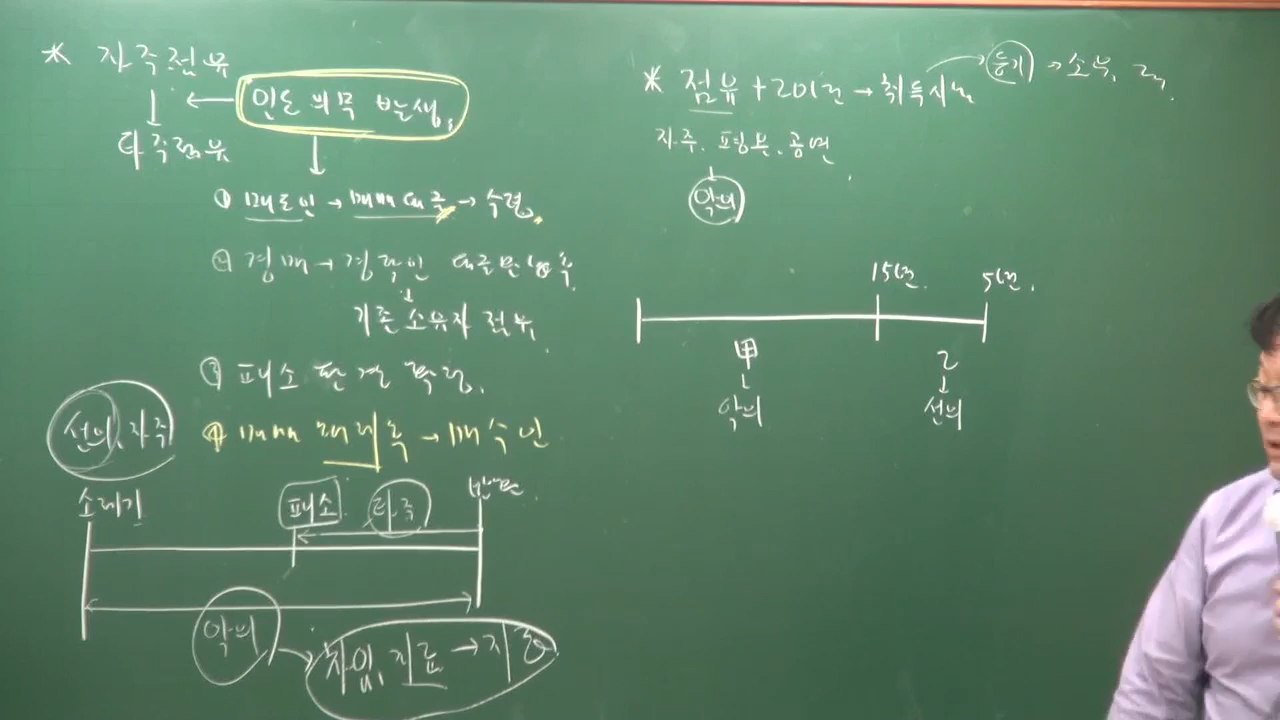 * 자주점유
← 인도 의무 발생.
↓
타주점유
① 매도인 → 매매대금 → 수령.
② 경매 → 경락인 대금완납 후.
기존 소유자 점유.
③ 패소 판결 확정.
선의, 자주
④ 매매 → 매수인
소제기 패소 타주
악의 → 차임, 지료 → 지급
* 점유 + 20년 → 취득시효 → 등기 → 소유
자주. 평온. 공연
↓
악의
15년. 5년.
甲 乙
↓ ↓
악의 선의